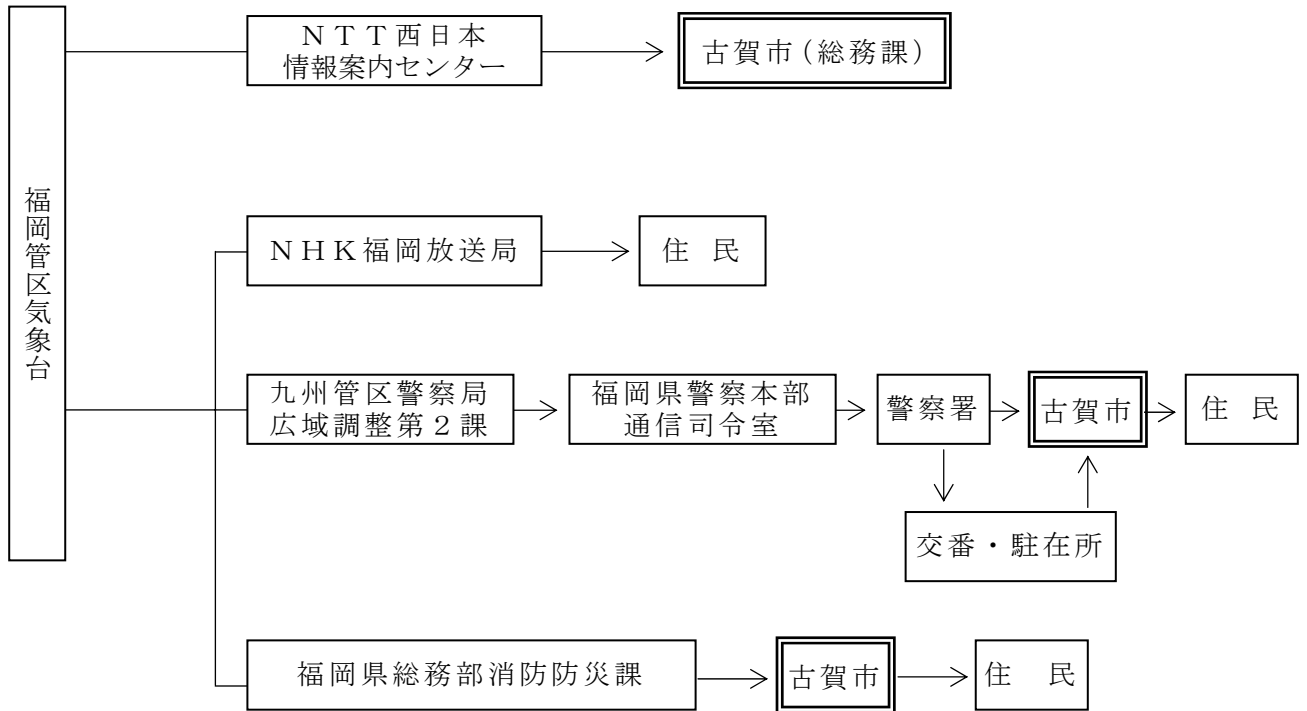 福岡管区気象台
ＮＴＴ西日本
情報案内センター
古賀市(総務課)
ＮＨＫ福岡放送局
住 民
九州管区警察局
広域調整第２課
福岡県警察本部
通信司令室
警察署
古賀市
住 民
交番・駐在所
福岡県総務部消防防災課
古賀市
住 民